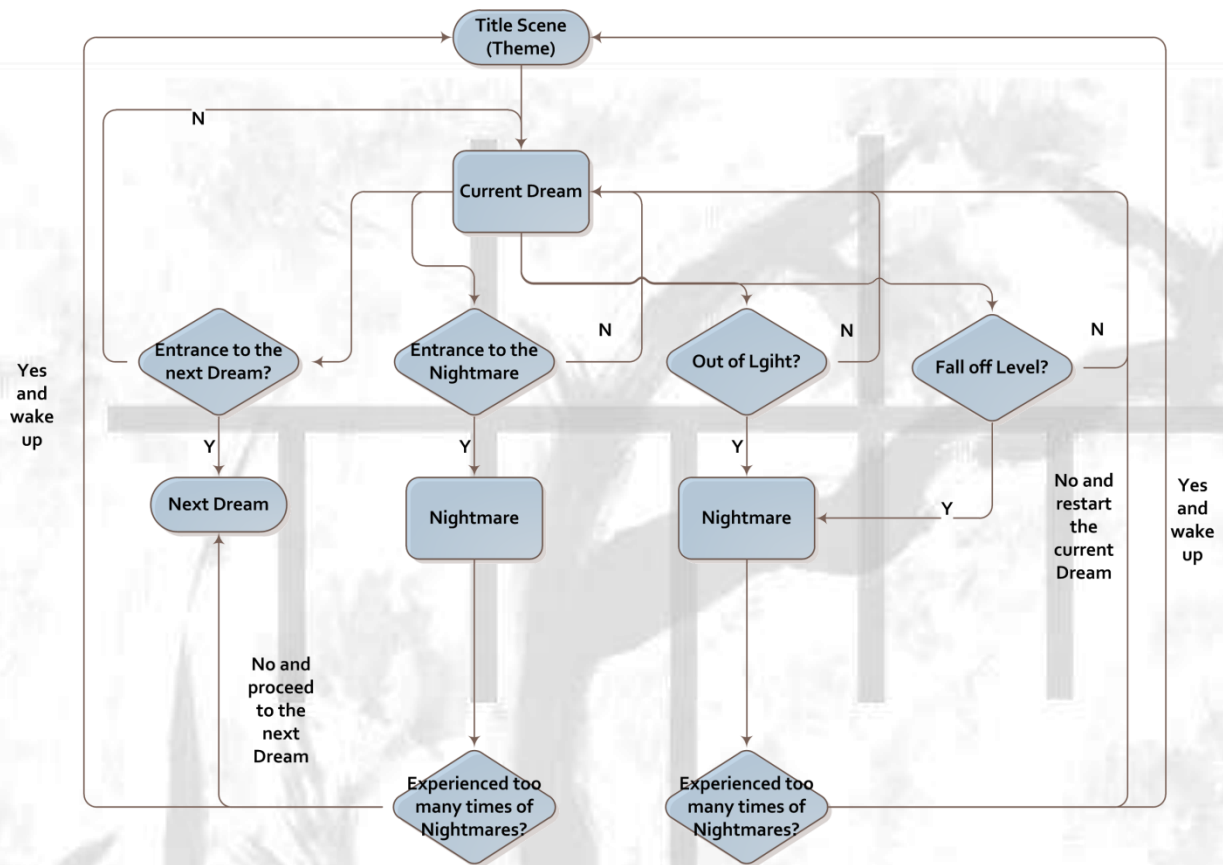 Title Scene
(Theme)
N
Current Dream
Entrance to the
next Dream?
Entrance to the
Nightmare
N
Out of Lgiht?
N
Fall off Level?
N
Yes
and
wake
up
Y
Y
Y
Next Dream
Nightmare
Nightmare
Y
No and
restart
the
current
Dream
Yes
and
wake
up
No and
proceed
to the
next
Dream
Experienced too
many times of
Nightmares?
Experienced too
many times of
Nightmares?